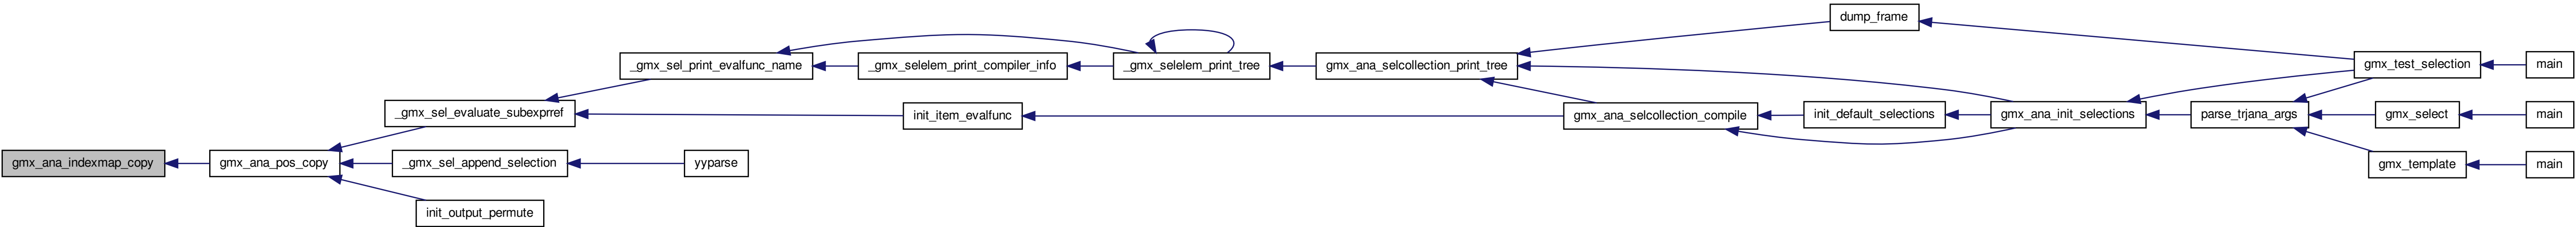 dump_frame
_gmx_sel_print_evalfunc_name
_gmx_selelem_print_compiler_info
_gmx_selelem_print_tree
gmx_ana_selcollection_print_tree
gmx_test_selection
main
_gmx_sel_evaluate_subexprref
init_item_evalfunc
gmx_ana_selcollection_compile
init_default_selections
gmx_ana_init_selections
parse_trjana_args
gmx_select
main
gmx_ana_indexmap_copy
gmx_ana_pos_copy
_gmx_sel_append_selection
yyparse
gmx_template
main
init_output_permute